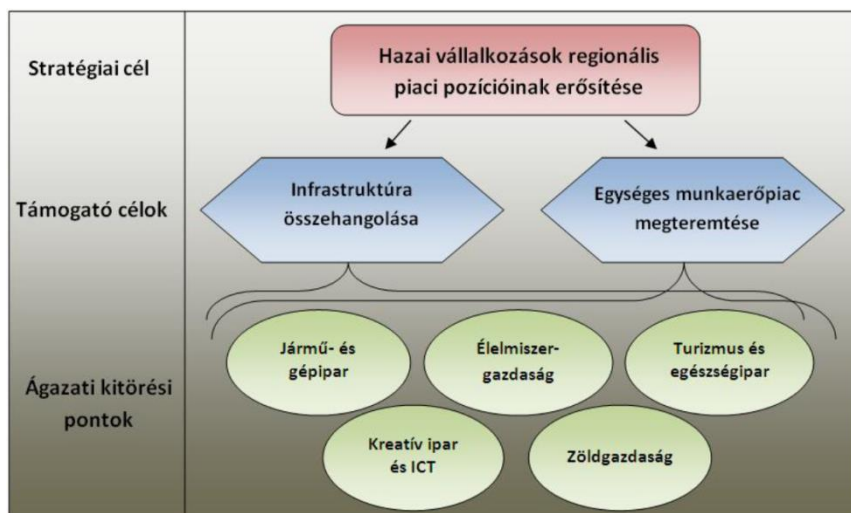 Stratégiai cél
Hazai vállalkozások regionális
piaci pozícióinak erősítése
Támogató célok
Infrastruktúra
összehangolása
Egységes munkaerőpiac
megteremtése
Ágazati kitörési
pontok
Jármű- és
gépipar
Élelmiszer-
gazdaság
Turizmus és
egészségipar
Kreatív ipar
és ICT
Zöldgazdaság